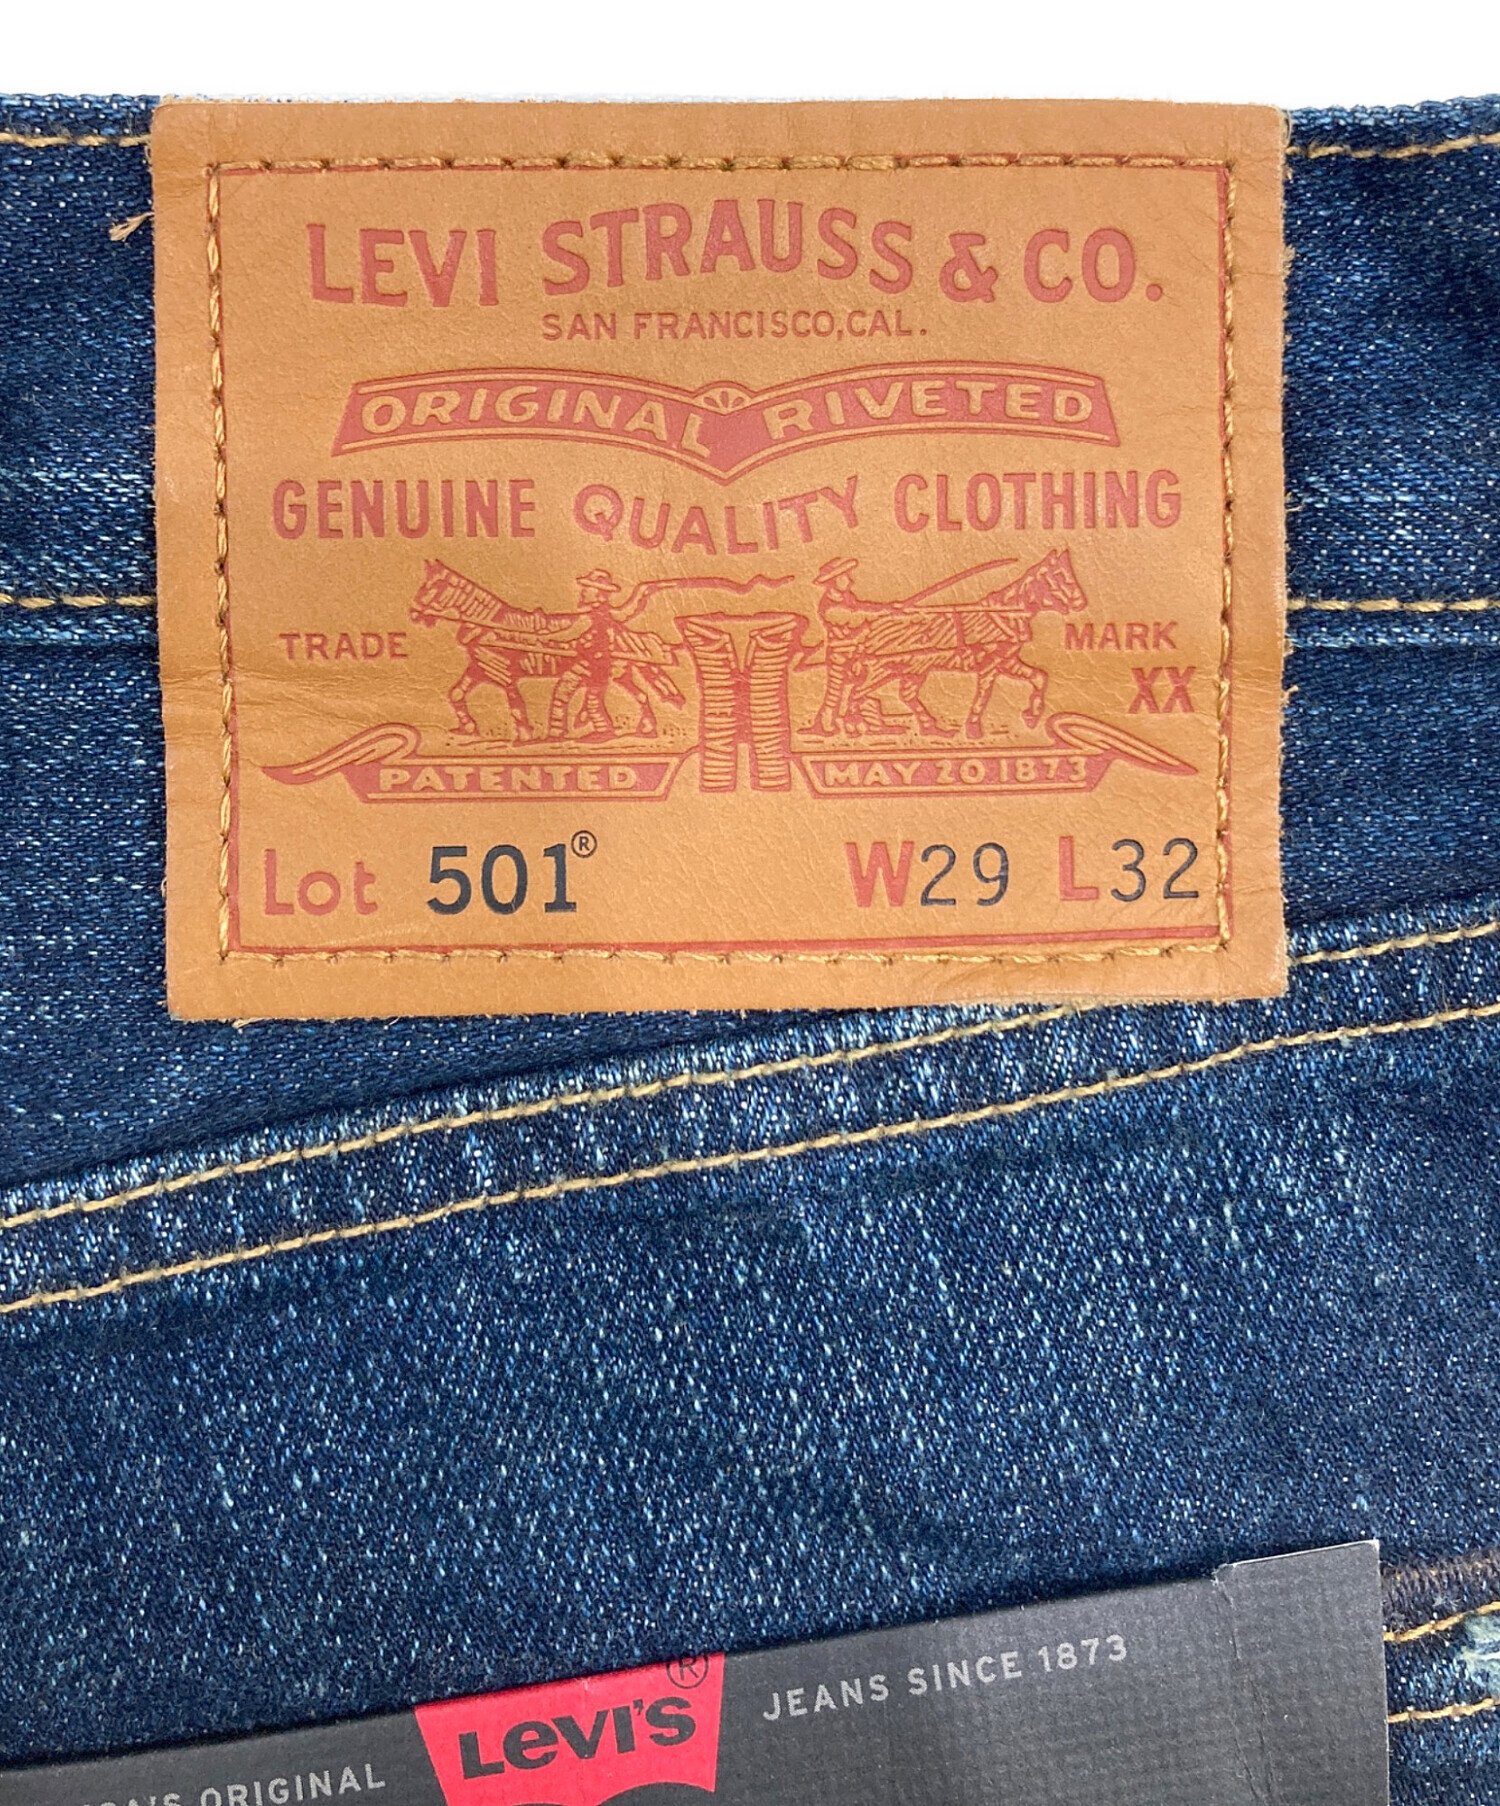 LEVI STRAUSS & CO.
SAN FRANCISCO, CAL.
ORIGINAL RIVETED
GENUINE QUALITY CLOTHING
TRADE MARK
XX
PATENTED MAY 20 1873
Lot 501® W29 L32
Levi's® JEANS SINCE 1873
ORIGINAL